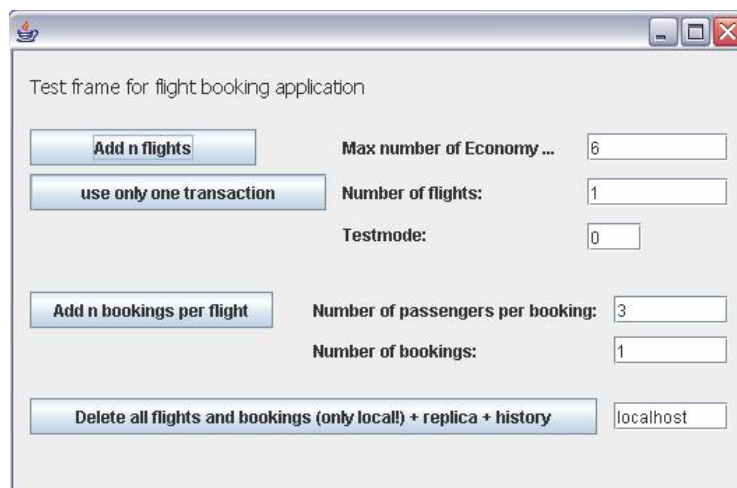 Test frame for flight booking application
Add n flights
Max number of Economy ...
6
use only one transaction
Number of flights:
1
Testmode:
0
Add n bookings per flight
Number of passengers per booking:
3
Number of bookings:
1
Delete all flights and bookings (only local!) + replica + history
localhost